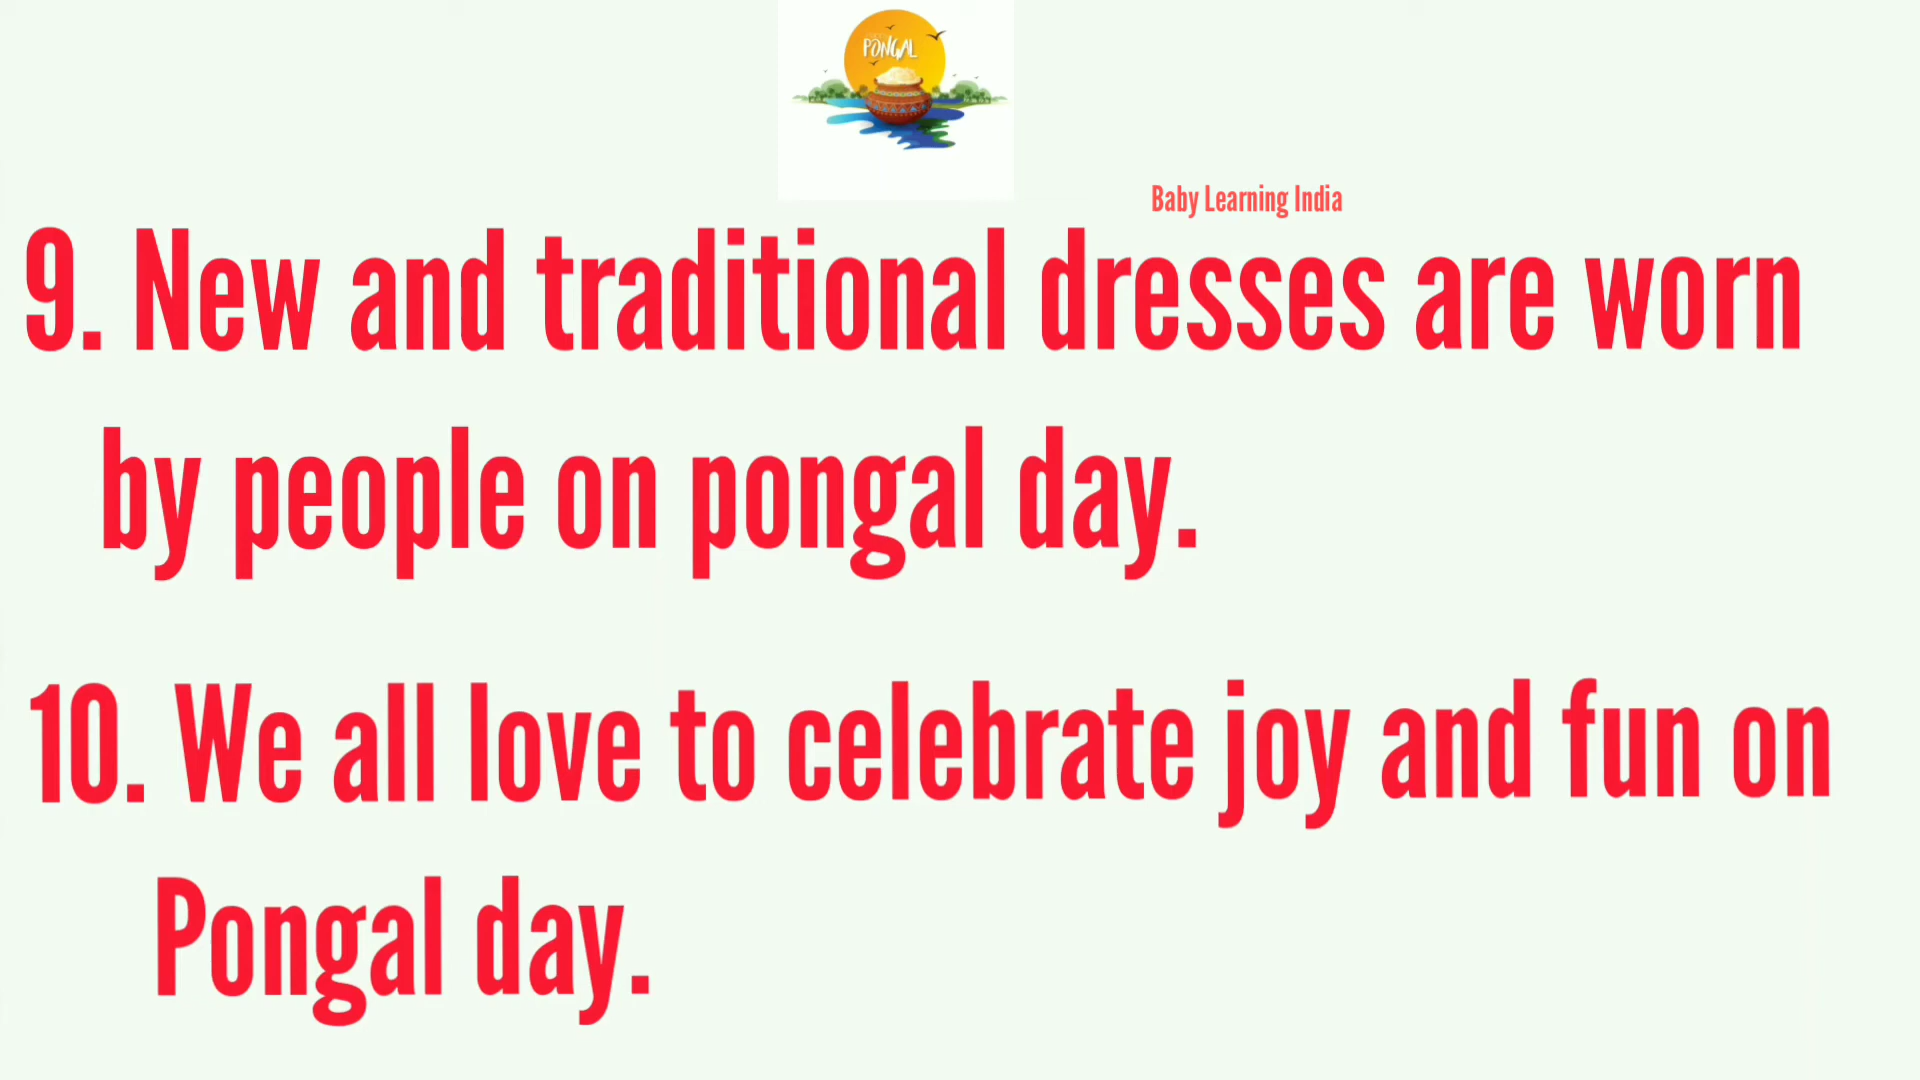 PONGAL
Baby Learning India
9. New and traditional dresses are worn
by people on pongal day.
10. We all love to celebrate joy and fun on
Pongal day.